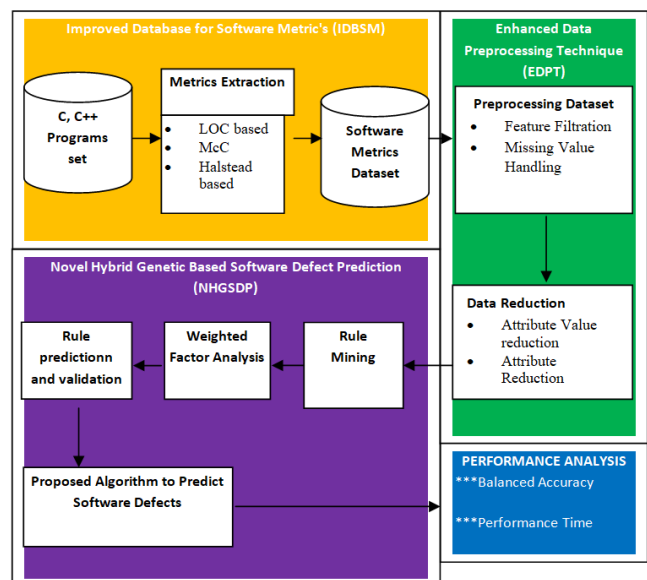 Improved Database for Software Metric's (IDBSM)
C, C++
Programs
set
Metrics Extraction
• LOC based
• McC
• Halstead
based
Software
Metrics
Dataset
Enhanced Data
Preprocessing Technique
(EDPT)
Preprocessing Dataset
• Feature Filtration
• Missing Value
Handling
Data Reduction
• Attribute Value
reduction
• Attribute
Reduction
Novel Hybrid Genetic Based Software Defect Prediction
(NHGSDP)
Rule
Mining
Weighted
Factor Analysis
Rule
predictionn
and validation
Proposed Algorithm to Predict
Software Defects
PERFORMANCE ANALYSIS
***Balanced Accuracy
***Performance Time